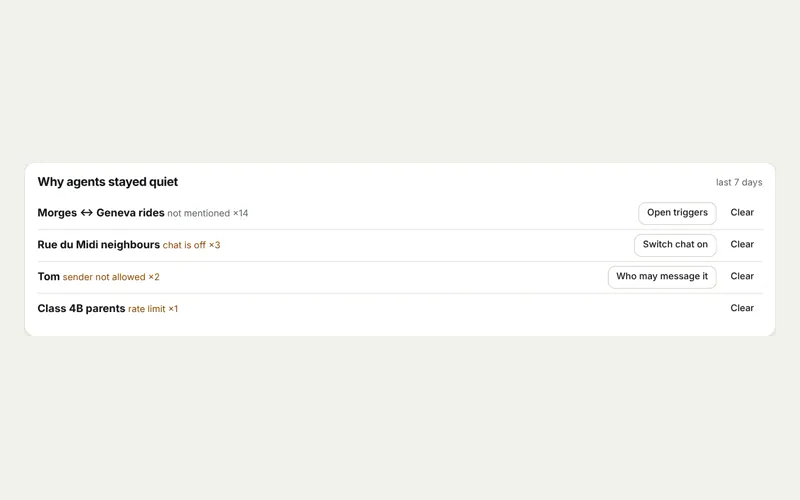 Why agents stayed quiet last 7 days
Morges ↔ Geneva rides not mentioned ×14 Open triggers Clear
Rue du Midi neighbours chat is off ×3 Switch chat on Clear
Tom sender not allowed ×2 Who may message it Clear
Class 4B parents rate limit ×1 Clear